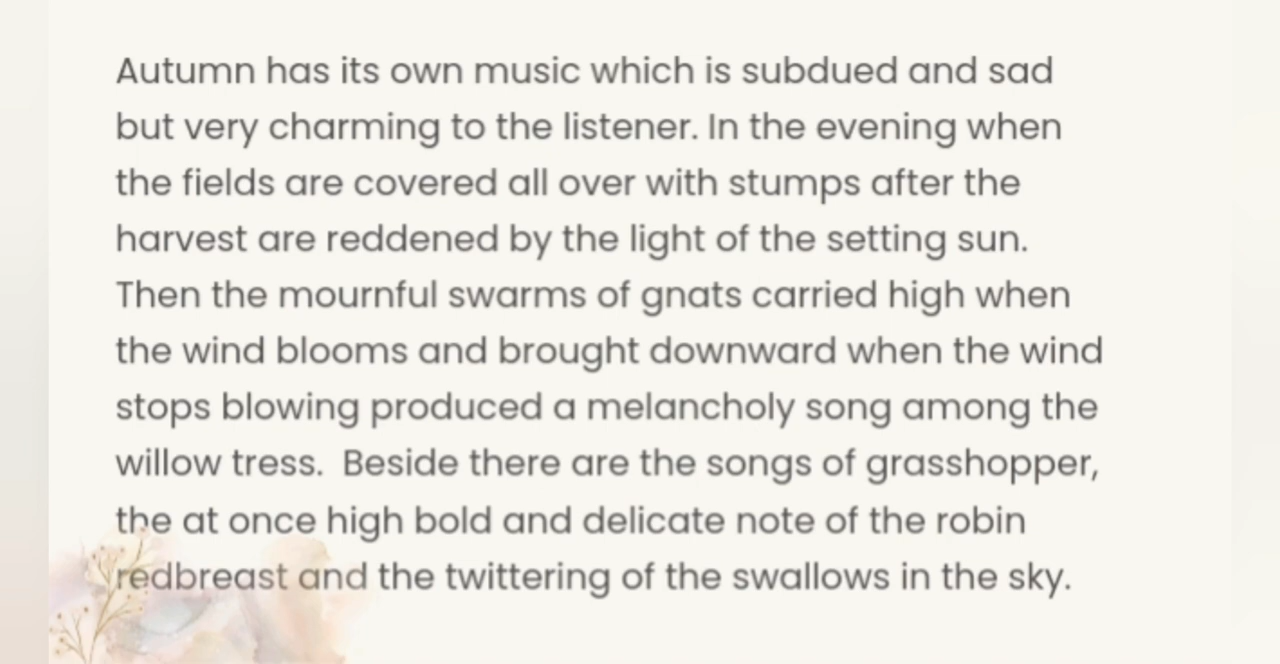 Autumn has its own music which is subdued and sad
but very charming to the listener. In the evening when
the fields are covered all over with stumps after the
harvest are reddened by the light of the setting sun.
Then the mournful swarms of gnats carried high when
the wind blooms and brought downward when the wind
stops blowing produced a melancholy song among the
willow tress.  Beside there are the songs of grasshopper,
the at once high bold and delicate note of the robin
redbreast and the twittering of the swallows in the sky.